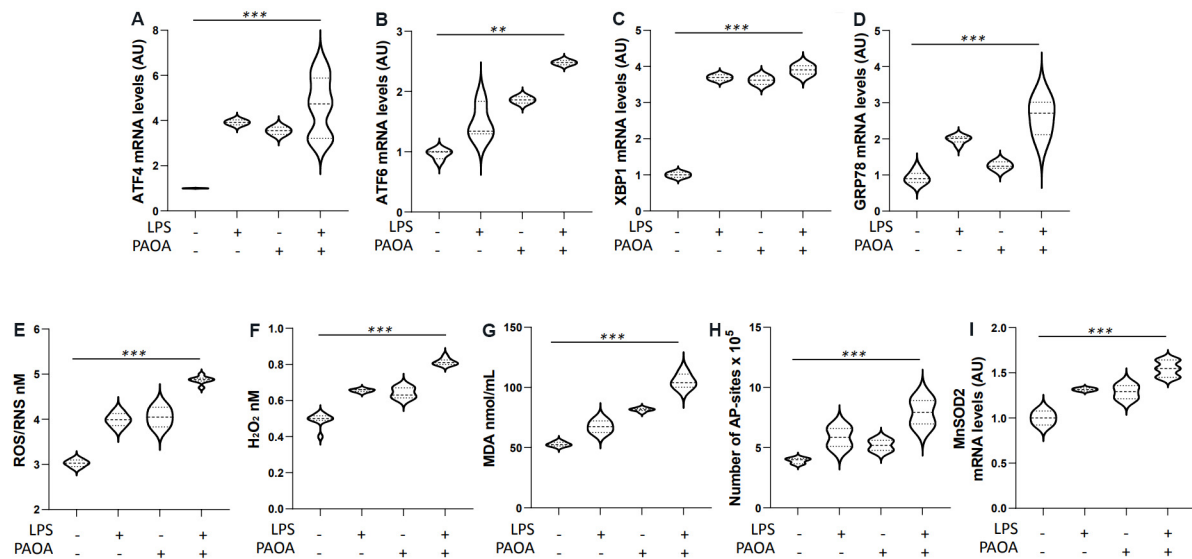 A
***
ATF4 mRNA levels (AU)
8
6
4
2
0
LPS - + - +
PAOA - - + +
B
**
ATF6 mRNA levels (AU)
3
2
1
0
LPS - + - +
PAOA - - + +
C
***
XBP1 mRNA levels (AU)
5
4
3
2
1
0
LPS - + - +
PAOA - - + +
D
***
GRP78 mRNA levels (AU)
5
4
3
2
1
0
LPS - + - +
PAOA - - + +
E
***
ROS/RNS nM
6
5
4
3
2
LPS - + - +
PAOA - - + +
F
***
H₂O₂ nM
1.0
0.8
0.6
0.4
0.2
0.0
LPS - + - +
PAOA - - + +
G
***
MDA nmol/mL
150
100
50
0
LPS - + - +
PAOA - - + +
H
***
Number of AP-sites x 10⁵
15
10
5
0
LPS - + - +
PAOA - - + +
I
***
MnSOD2
mRNA levels (AU)
2.0
1.5
1.0
0.5
0.0
LPS - + - +
PAOA - - + +